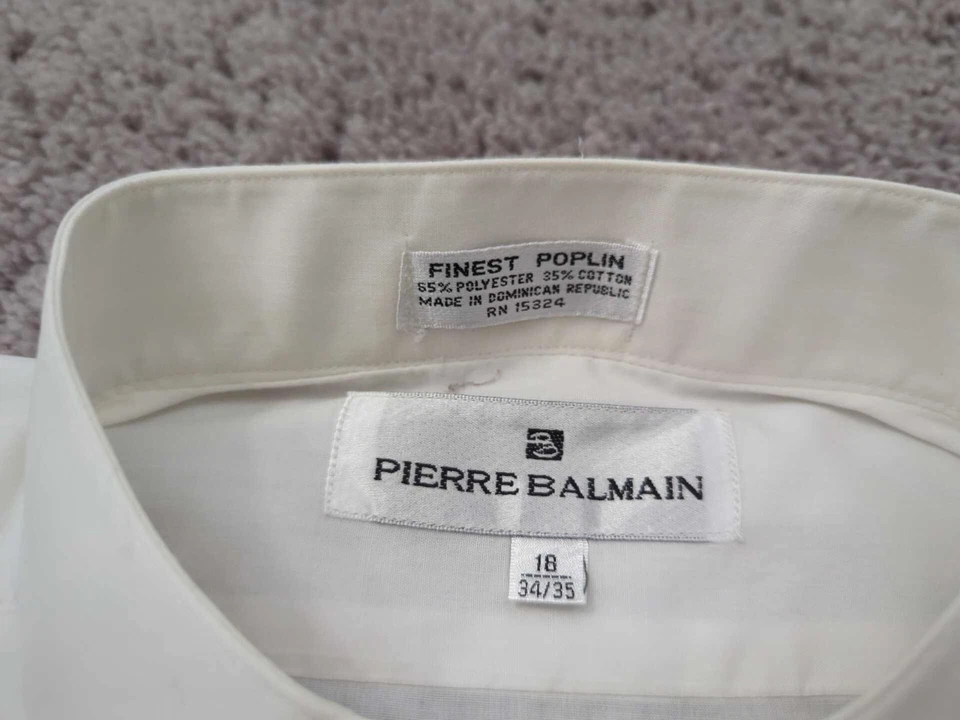 FINEST POPLIN
65% POLYESTER 35% COTTON
MADE IN DOMINICAN REPUBLIC
RN 15324
B
PIERRE BALMAIN
18
34/35